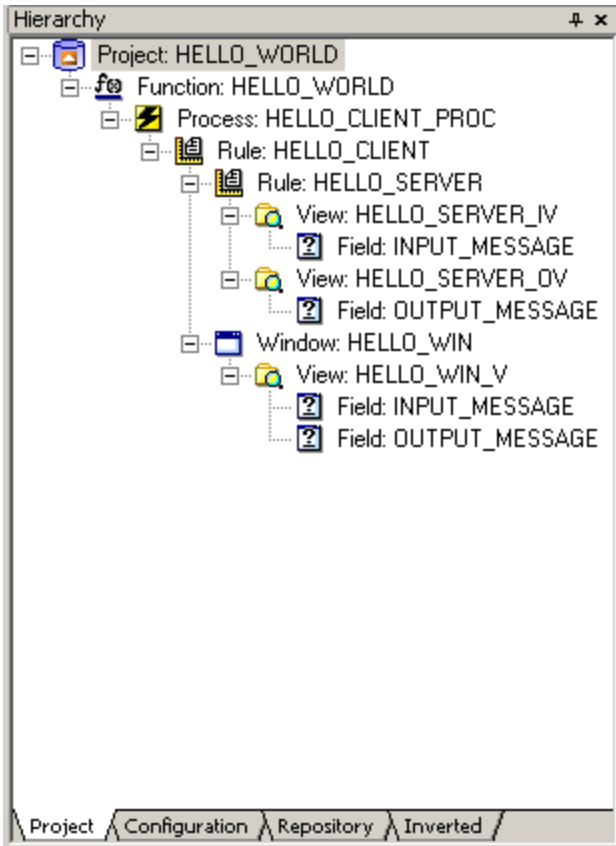 Hierarchy
Project: HELLO_WORLD
Function: HELLO_WORLD
Process: HELLO_CLIENT_PROC
Rule: HELLO_CLIENT
Rule: HELLO_SERVER
View: HELLO_SERVER_IV
Field: INPUT_MESSAGE
View: HELLO_SERVER_OV
Field: OUTPUT_MESSAGE
Window: HELLO_WIN
View: HELLO_WIN_V
Field: INPUT_MESSAGE
Field: OUTPUT_MESSAGE
Project Configuration Repository Inverted